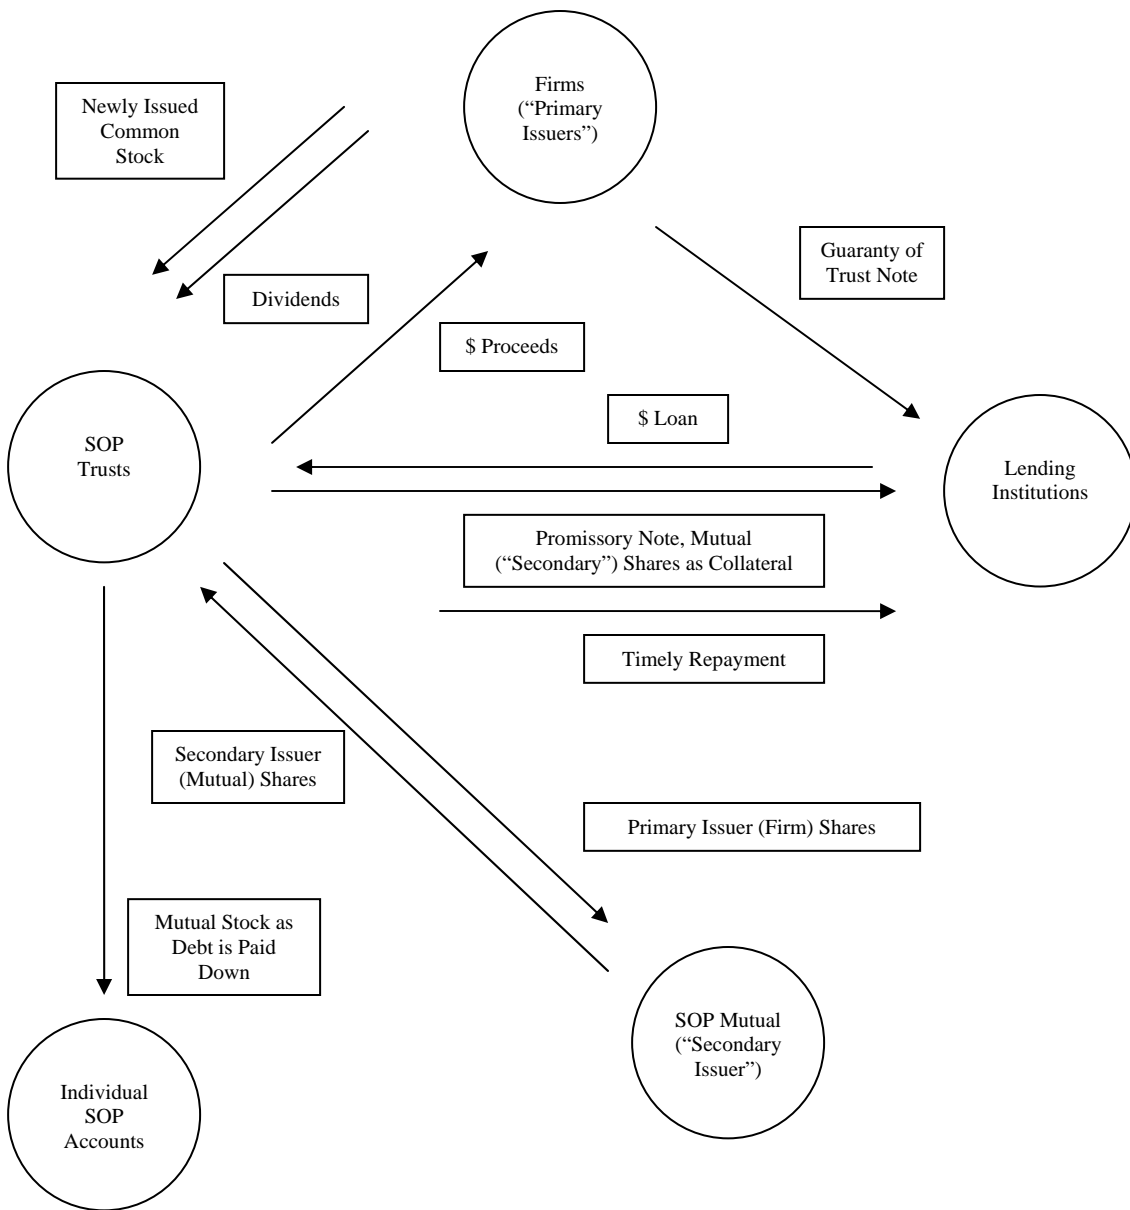 Firms
(“Primary
Issuers”)
Newly Issued
Common
Stock
Guaranty of
Trust Note
Dividends
$ Proceeds
$ Loan
SOP
Trusts
Lending
Institutions
Promissory Note, Mutual
(“Secondary”) Shares as Collateral
Timely Repayment
Secondary Issuer
(Mutual) Shares
Primary Issuer (Firm) Shares
Mutual Stock as
Debt is Paid
Down
SOP Mutual
(“Secondary
Issuer”)
Individual
SOP
Accounts